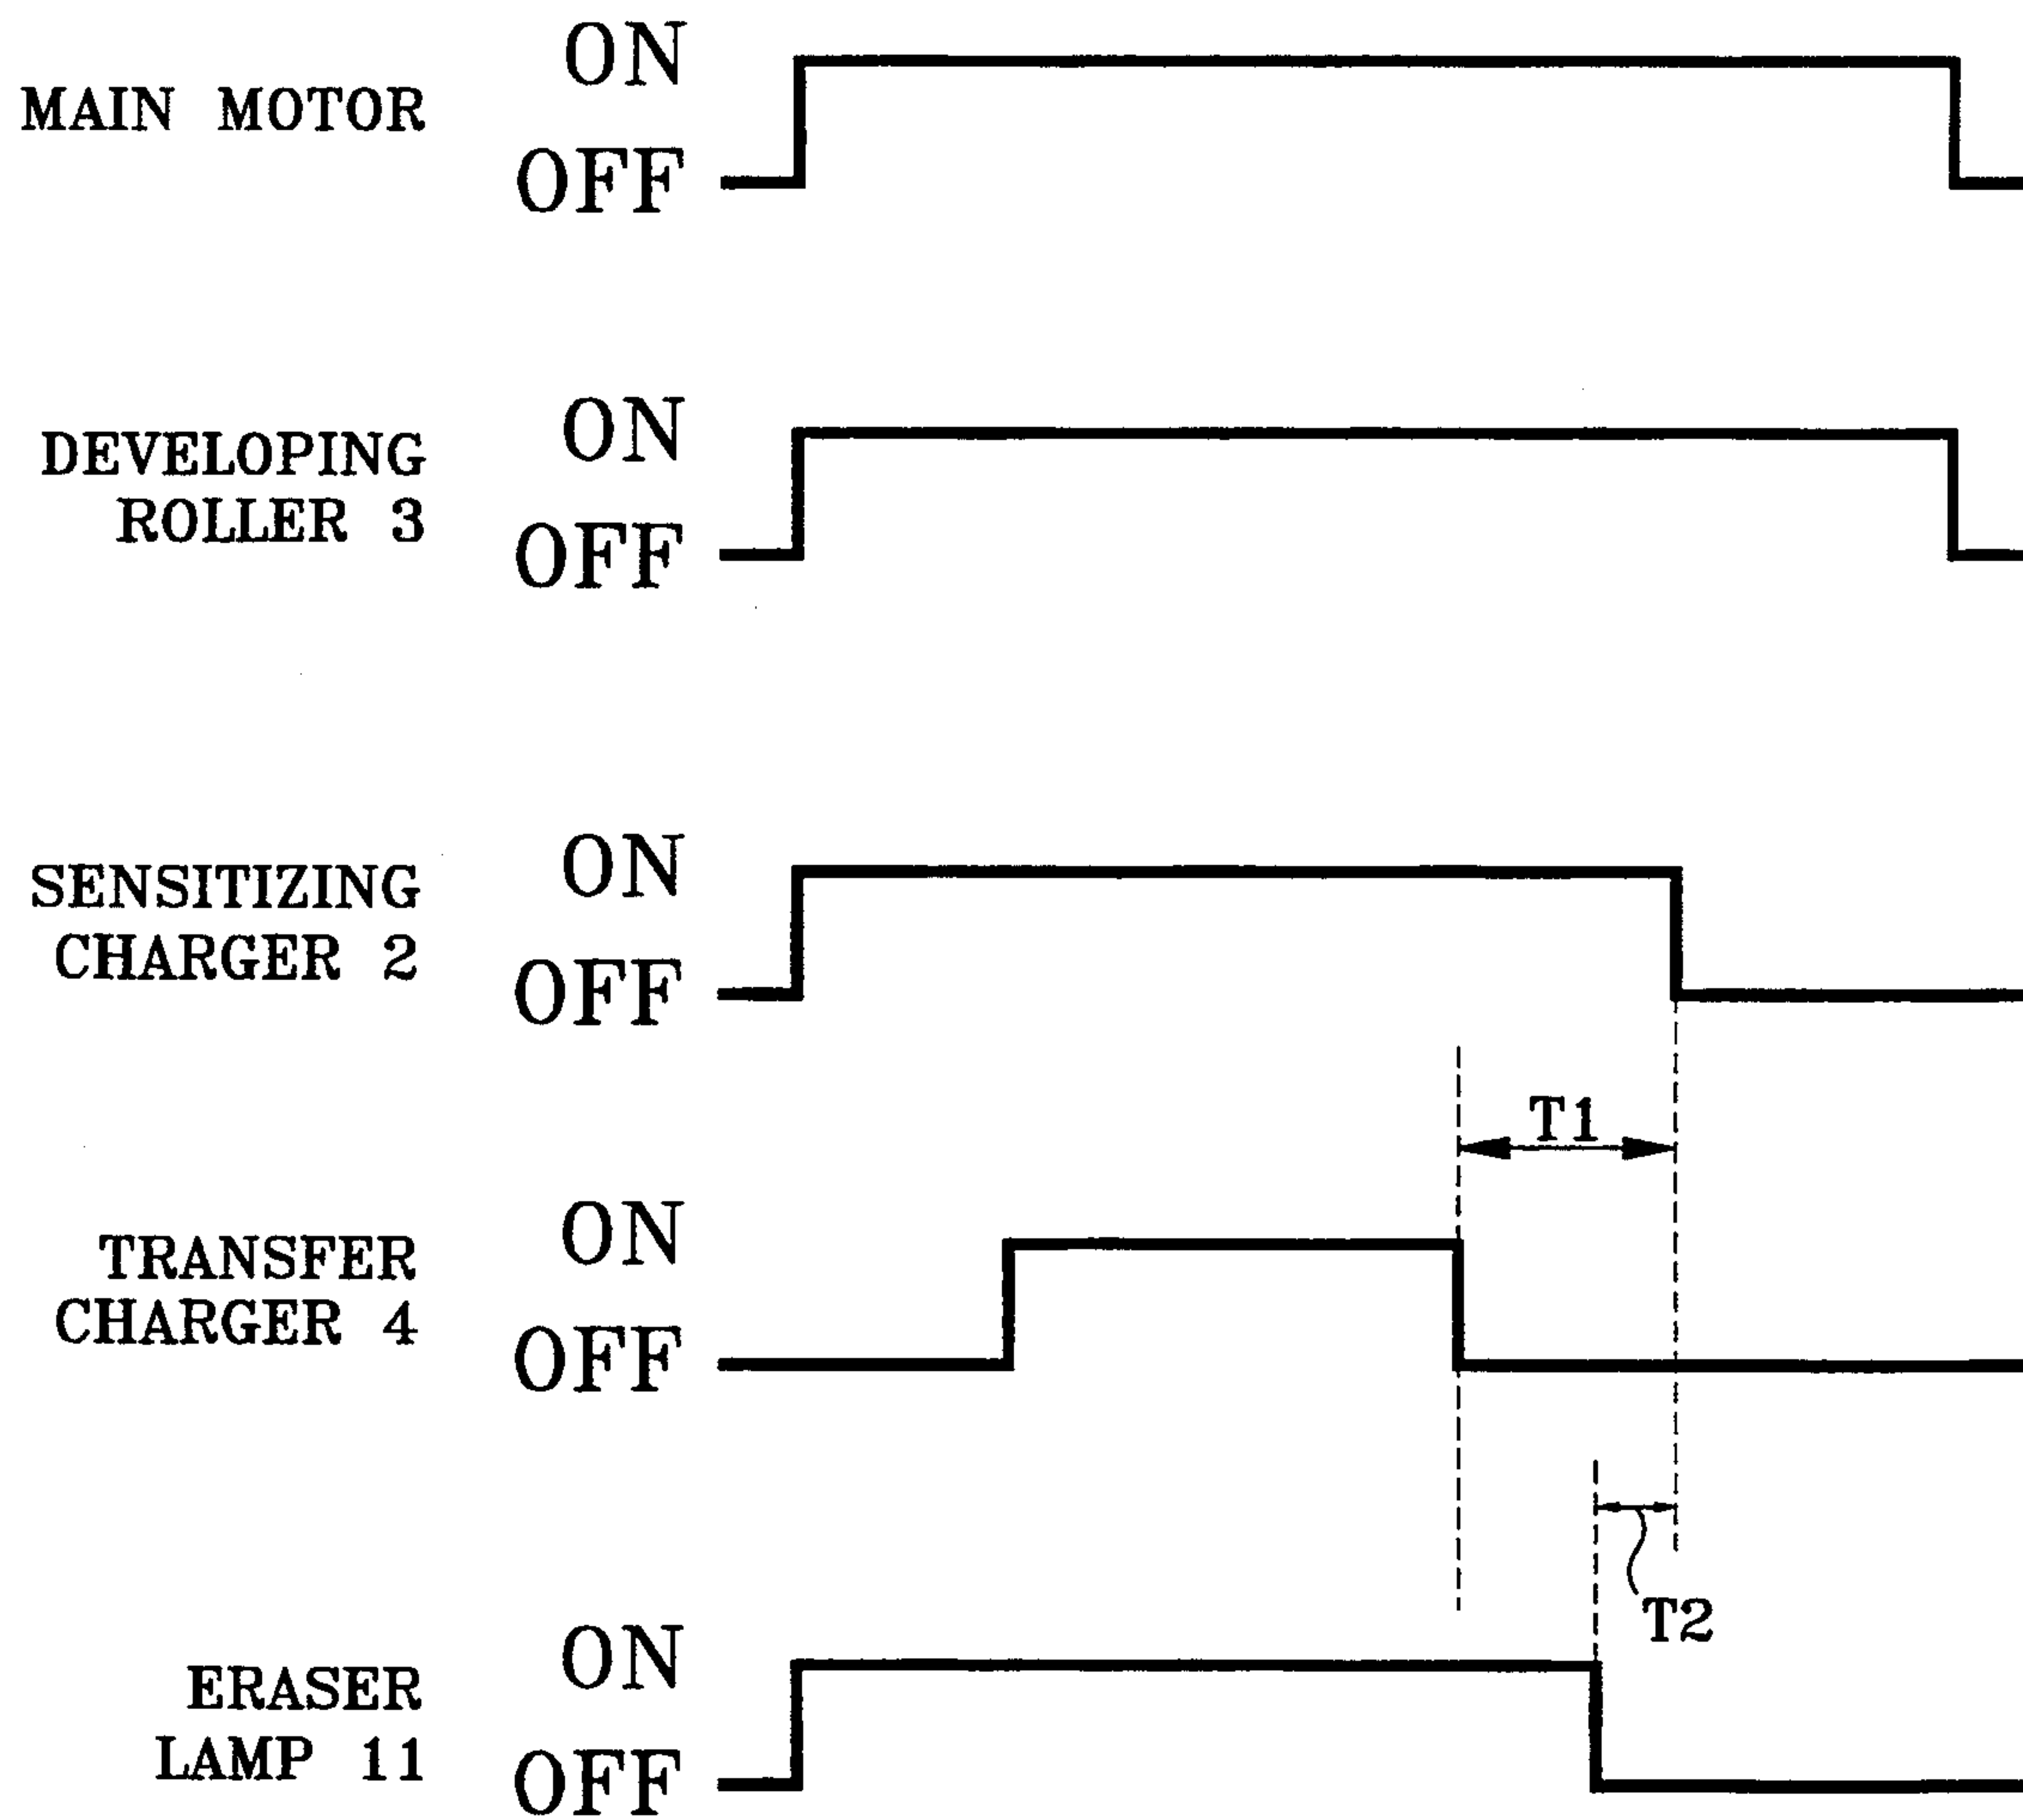 ON
MAIN MOTOR
OFF
ON
DEVELOPING
ROLLER 3
OFF
ON
SENSITIZING
CHARGER 2
OFF
T1
ON
TRANSFER
CHARGER 4
OFF
T2
ON
ERASER
LAMP 11
OFF